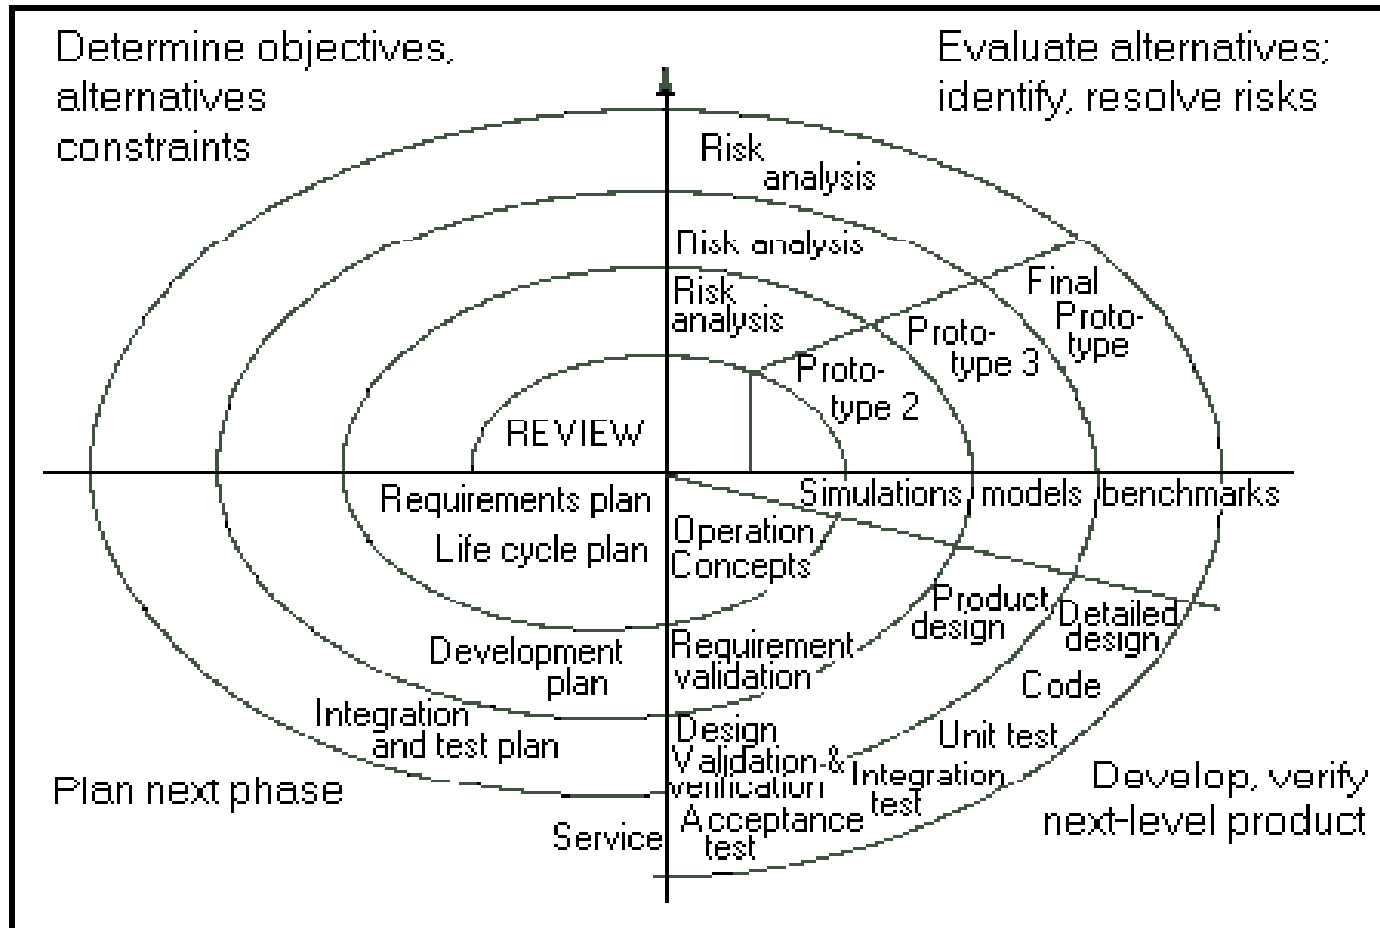 Determine objectives,
alternatives
constraints
Evaluate alternatives;
identify, resolve risks
Risk
analysis
Risk analysis
Risk
analysis
Final
Proto-
type
Proto-
type 3
Proto-
type 2
REVIEW
Requirements plan
Life cycle plan
Simulations, models, benchmarks
Operation
Concepts
Product
design
Detailed
design
Development
plan
Requirement
validation
Code
Integration
and test plan
Design
Validation &
verification
Unit test
Integration
test
Plan next phase
Acceptance
test
Service
Develop, verify
next-level product